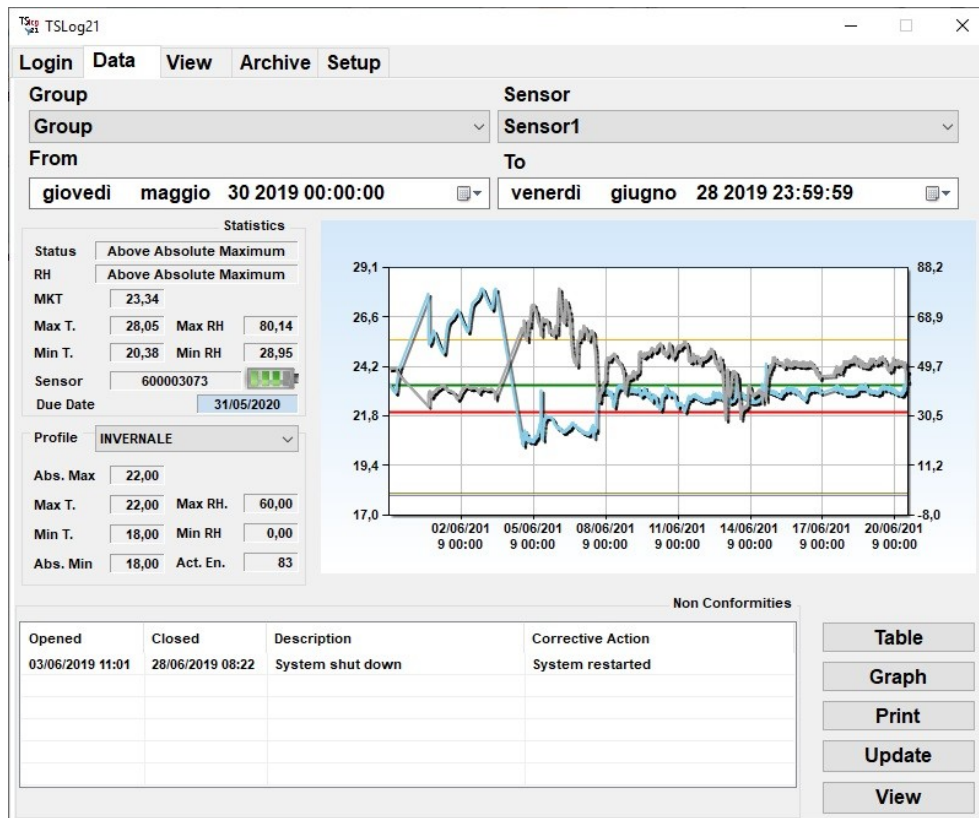 TSLog21
Login Data View Archive Setup
Group Sensor
Group Sensor1
From To
giovedì maggio 30 2019 00:00:00 venerdì giugno 28 2019 23:59:59
Statistics
Status Above Absolute Maximum
RH Above Absolute Maximum
MKT 23,34
Max T. 28,05 Max RH 80,14
Min T. 20,38 Min RH 28,95
Sensor 600003073
Due Date 31/05/2020
Profile INVERNALE
Abs. Max 22,00
Max T. 22,00 Max RH. 60,00
Min T. 18,00 Min RH 0,00
Abs. Min 18,00 Act. En. 83
29,1 88,2
26,6 68,9
24,2 49,7
21,8 30,5
19,4 11,2
17,0 -8,0
02/06/201 05/06/201 08/06/201 11/06/201 14/06/201 17/06/201 20/06/201
9 00:00 9 00:00 9 00:00 9 00:00 9 00:00 9 00:00 9 00:00
Non Conformities
Opened Closed Description Corrective Action
03/06/2019 11:01 28/06/2019 08:22 System shut down System restarted
Table
Graph
Print
Update
View